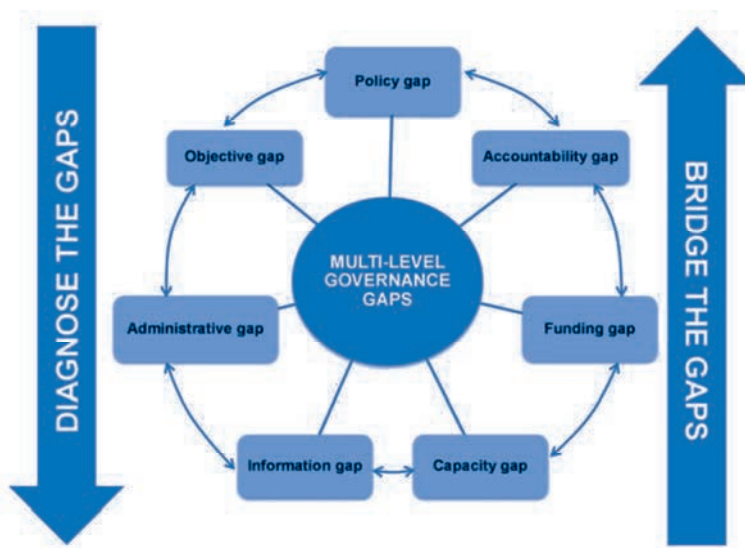 DIAGNOSE THE GAPS
Policy gap
Objective gap
Accountability gap
MULTI-LEVEL
GOVERNANCE
GAPS
Administrative gap
Funding gap
Information gap
Capacity gap
BRIDGE THE GAPS